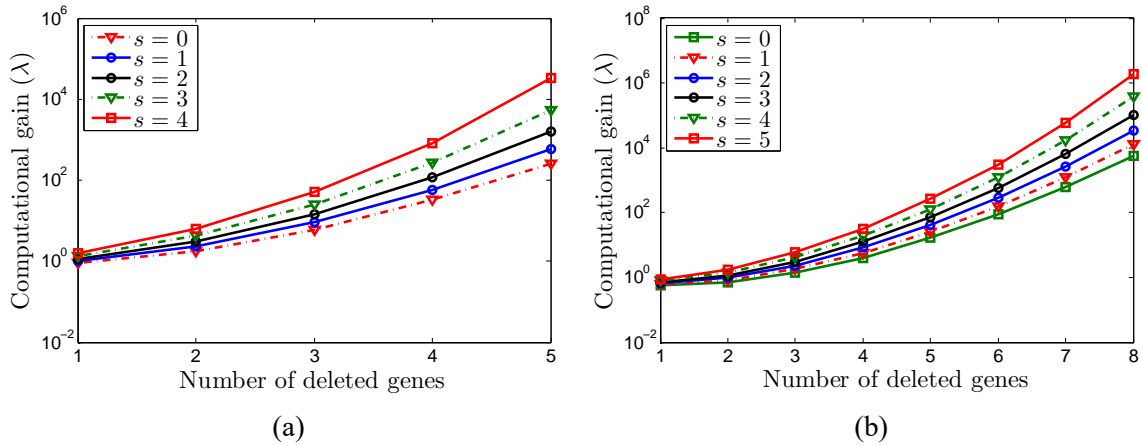 Computational gain (λ)
10^6
10^4
10^2
10^0
10^-2
s = 0
s = 1
s = 2
s = 3
s = 4
1 2 3 4 5
Number of deleted genes
(a)
Computational gain (λ)
10^8
10^6
10^4
10^2
10^0
10^-2
s = 0
s = 1
s = 2
s = 3
s = 4
s = 5
1 2 3 4 5 6 7 8
Number of deleted genes
(b)